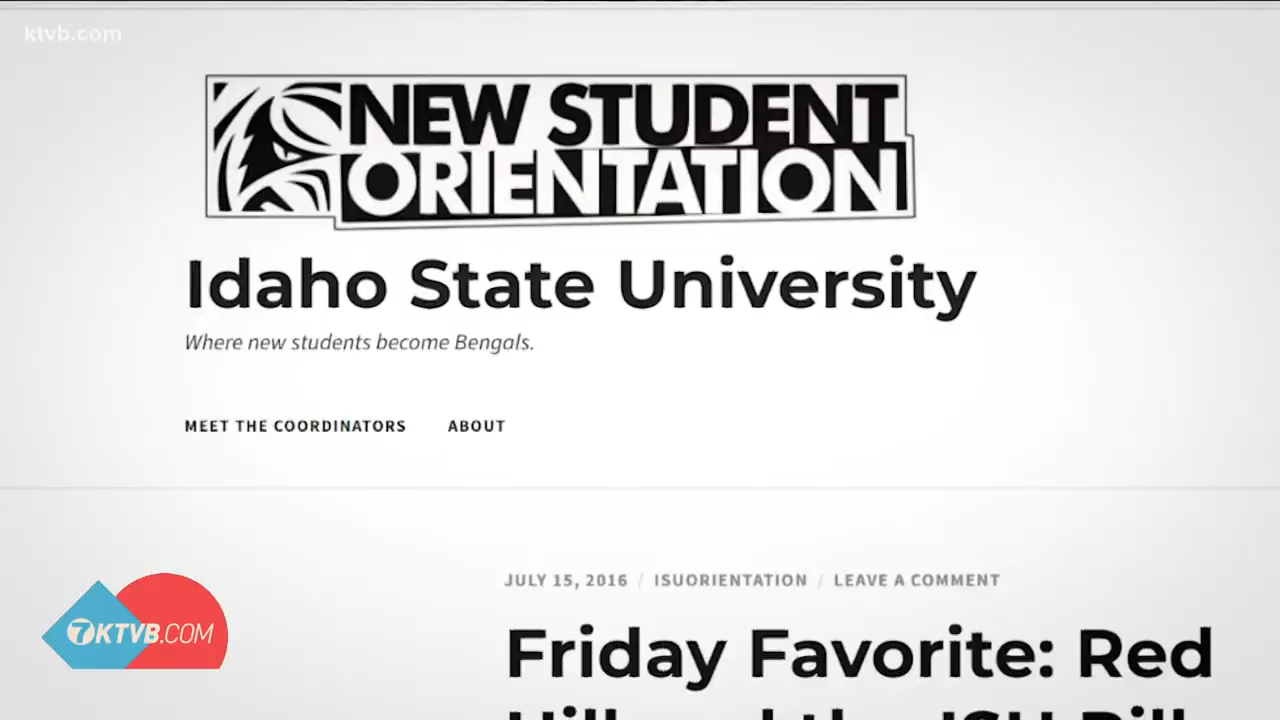 ktvb.com
NEW STUDENT
ORIENTATION
Idaho State University
Where new students become Bengals.
MEET THE COORDINATORS ABOUT
JULY 15, 2016 / ISUORIENTATION / LEAVE A COMMENT
7KTVB.COM
Friday Favorite: Red